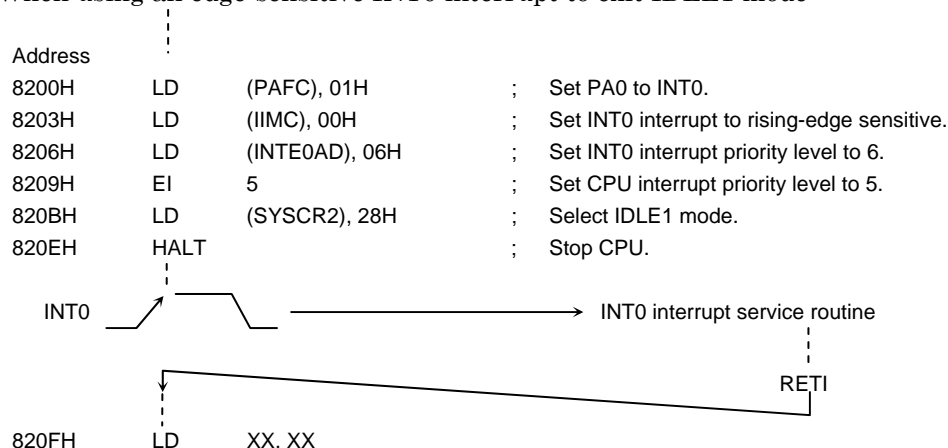 When using an edge-sensitive INT0 interrupt to exit IDLE1 mode
Address
8200H LD (PAFC), 01H ; Set PA0 to INT0.
8203H LD (IIMC), 00H ; Set INT0 interrupt to rising-edge sensitive.
8206H LD (INTE0AD), 06H ; Set INT0 interrupt priority level to 6.
8209H EI 5 ; Set CPU interrupt priority level to 5.
820BH LD (SYSCR2), 28H ; Select IDLE1 mode.
820EH HALT ; Stop CPU.
INT0 INT0 interrupt service routine
RETI
820FH LD XX, XX